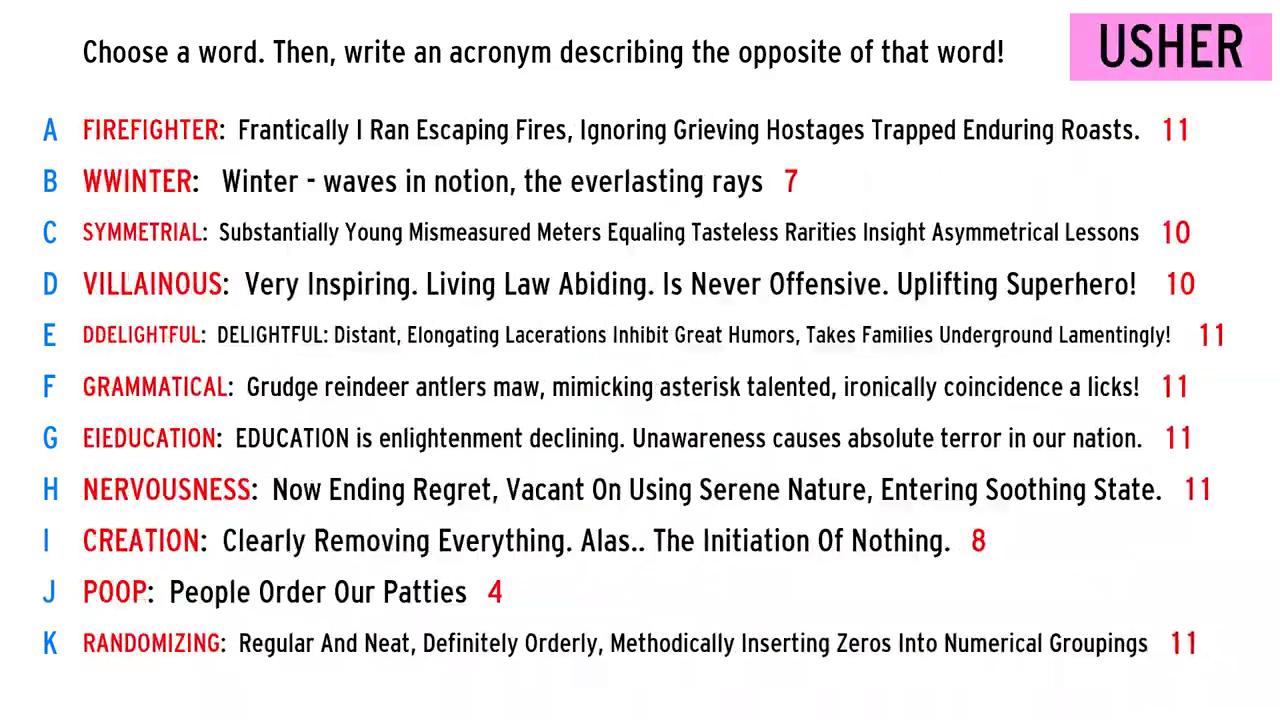 Choose a word. Then, write an acronym describing the opposite of that word!
USHER
A FIREFIGHTER: Frantically I Ran Escaping Fires, Ignoring Grieving Hostages Trapped Enduring Roasts. 11
B WWINTER: Winter - waves in notion, the everlasting rays 7
C SYMMETRIAL: Substantially Young Mismeasured Meters Equaling Tasteless Rarities Insight Asymmetrical Lessons 10
D VILLAINOUS: Very Inspiring. Living Law Abiding. Is Never Offensive. Uplifting Superhero! 10
E DDELIGHTFUL: DELIGHTFUL: Distant, Elongating Lacerations Inhibit Great Humors, Takes Families Underground Lamentingly! 11
F GRAMMATICAL: Grudge reindeer antlers maw, mimicking asterisk talented, ironically coincidence a licks! 11
G EIEDUCATION: EDUCATION is enlightenment declining. Unawareness causes absolute terror in our nation. 11
H NERVOUSNESS: Now Ending Regret, Vacant On Using Serene Nature, Entering Soothing State. 11
I CREATION: Clearly Removing Everything. Alas.. The Initiation Of Nothing. 8
J POOP: People Order Our Patties 4
K RANDOMIZING: Regular And Neat, Definitely Orderly, Methodically Inserting Zeros Into Numerical Groupings 11